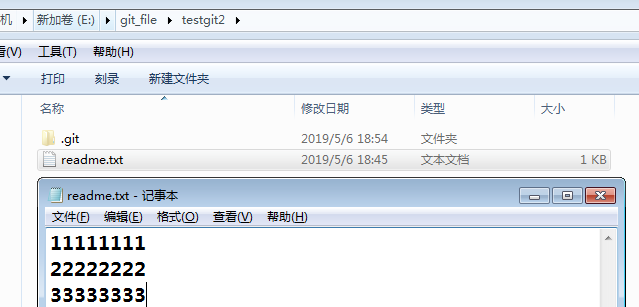 机 ▸ 新加卷 (E:) ▸ git_file ▸ testgit2 ▸
看(V) 工具(T) 帮助(H)
打印 刻录 新建文件夹
名称 修改日期 类型 大小
.git 2019/5/6 18:54 文件夹
readme.txt 2019/5/6 18:45 文本文档 1 KB
readme.txt - 记事本
文件(F) 编辑(E) 格式(O) 查看(V) 帮助(H)
11111111
22222222
33333333